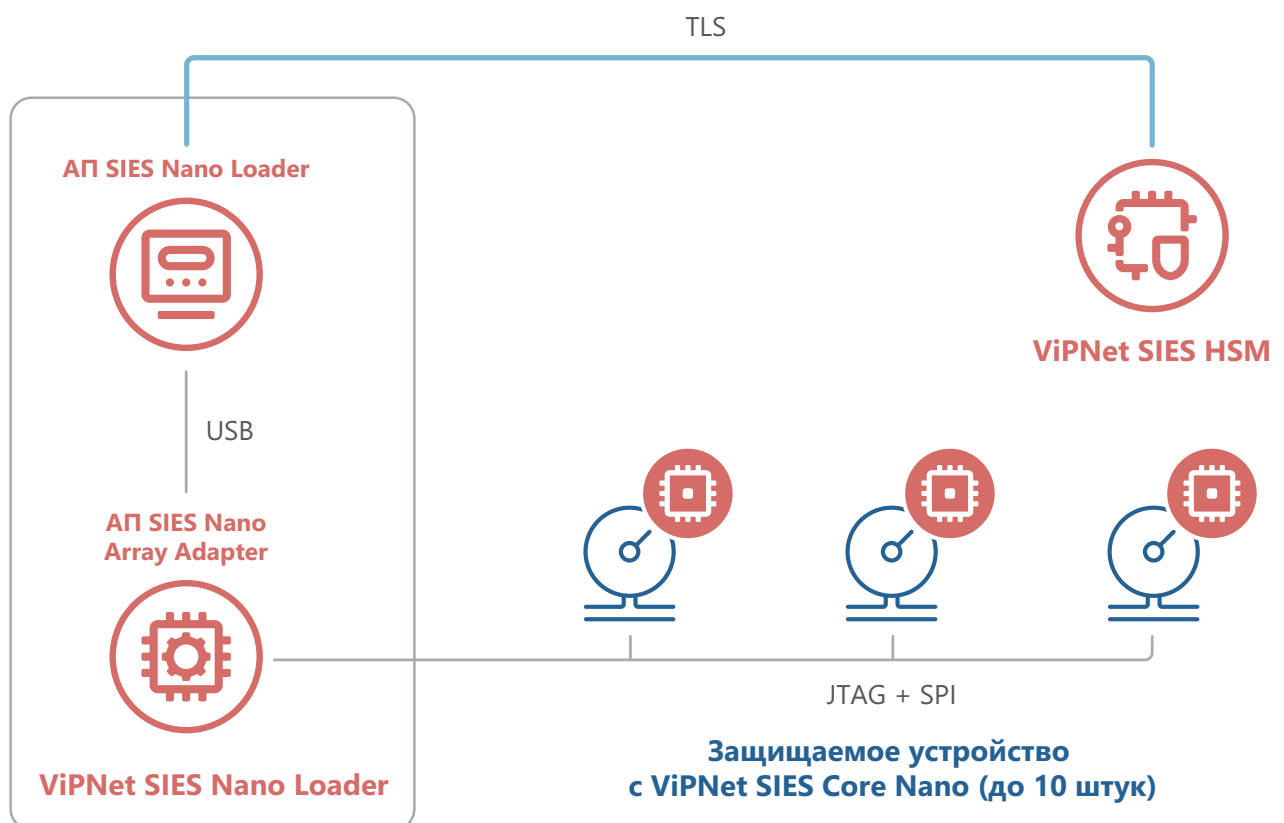 TLS
АП SIES Nano Loader
ViPNet SIES HSM
USB
АП SIES Nano
Array Adapter
JTAG + SPI
ViPNet SIES Nano Loader
Защищаемое устройство
с ViPNet SIES Core Nano (до 10 штук)